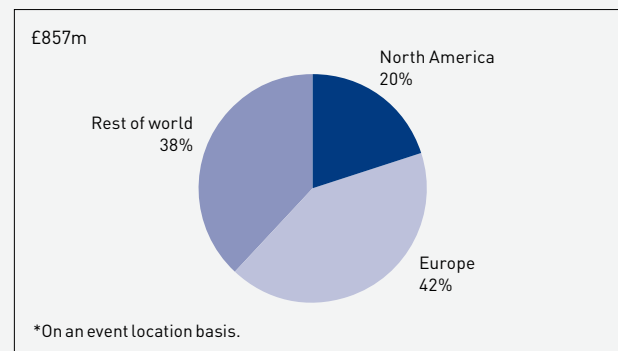 £857m
North America
20%
Rest of world
38%
Europe
42%
*On an event location basis.